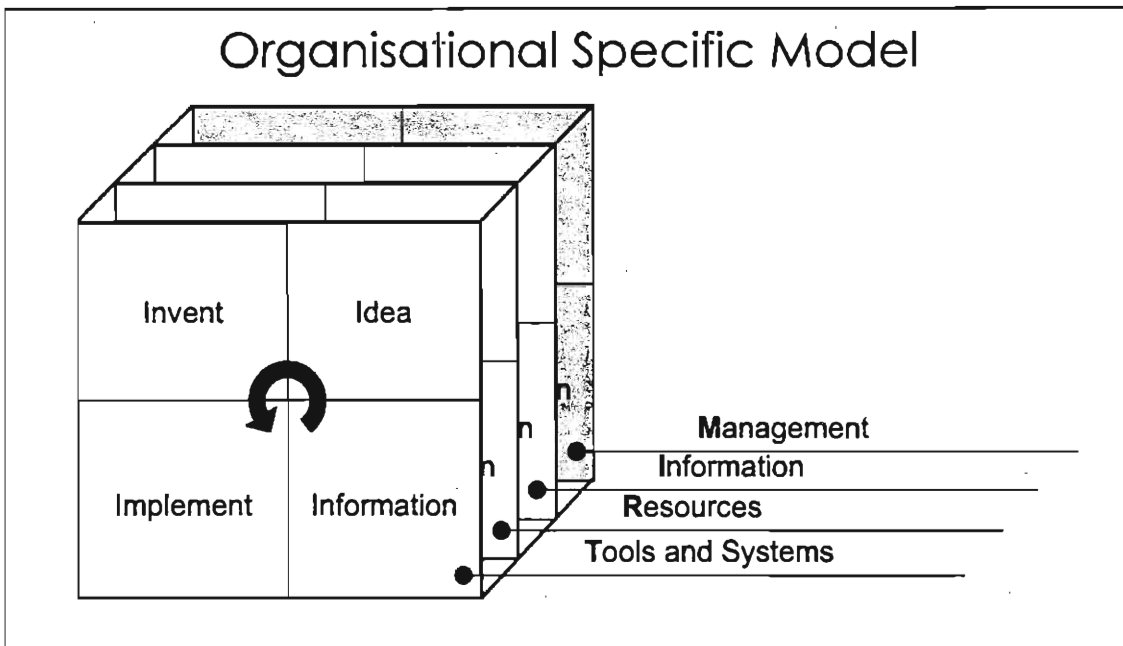 Organisational Specific Model
Invent
Idea
n
n
n
Implement
Information
Management
Information
Resources
Tools and Systems